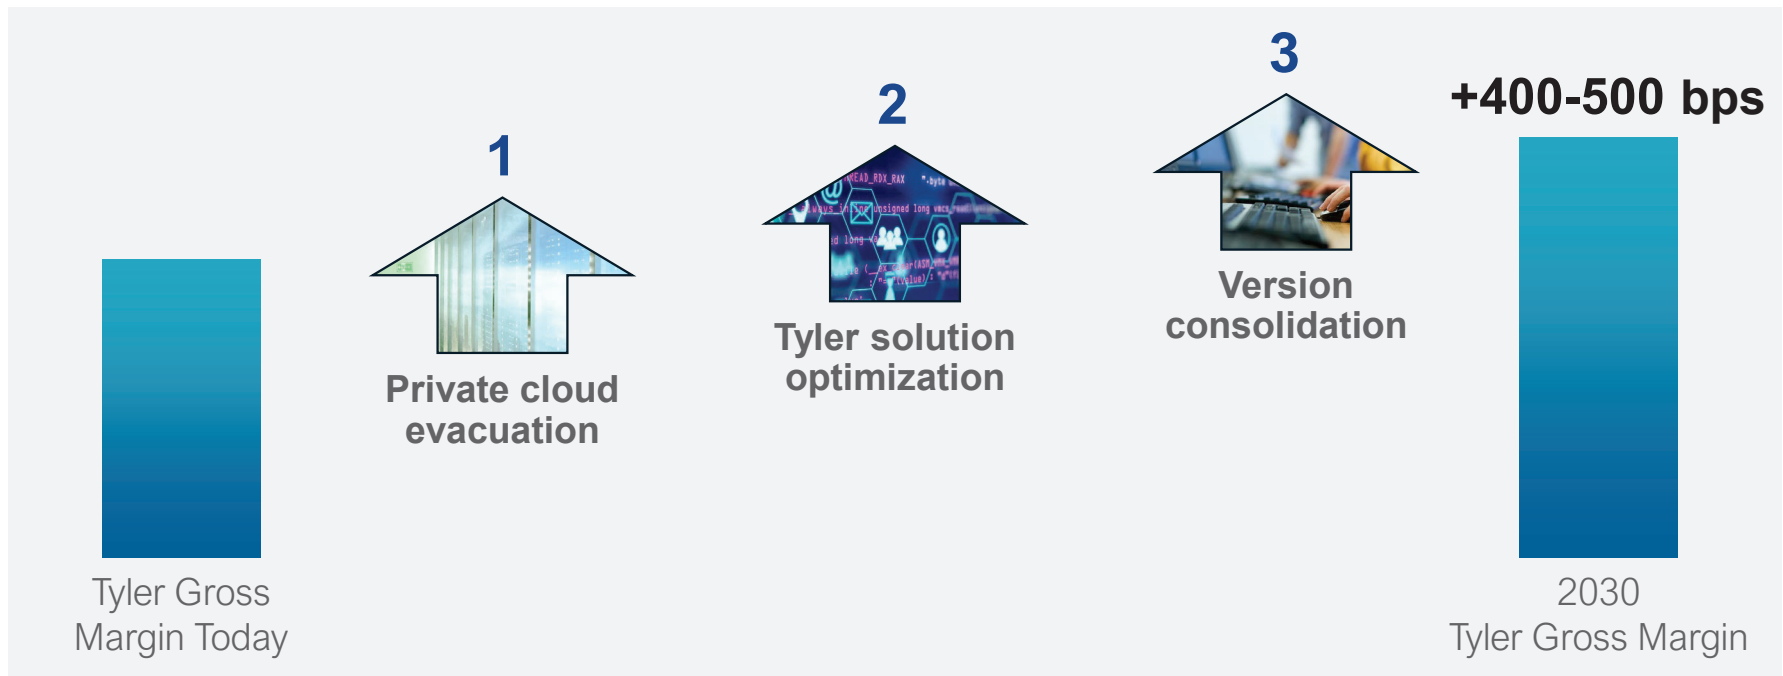 1
2
3
+400-500 bps
Private cloud
evacuation
Tyler solution
optimization
Version
consolidation
Tyler Gross
Margin Today
2030
Tyler Gross Margin